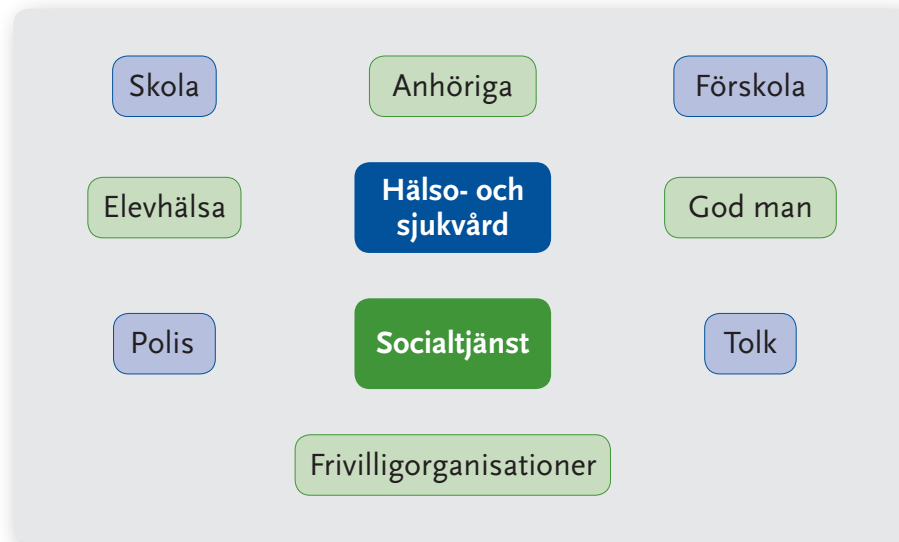 Skola
Anhöriga
Förskola
Elevhälsa
Hälso- och
sjukvård
God man
Polis
Socialtjänst
Tolk
Frivilligorganisationer